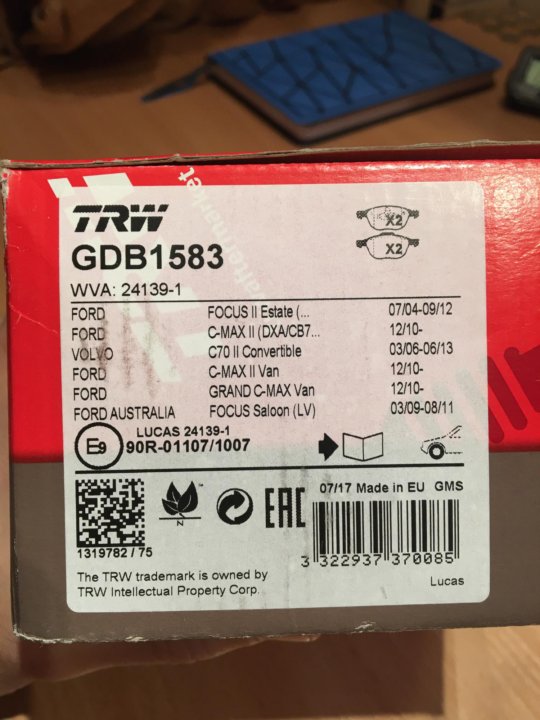 aftermarket
TRW
X2
X2
GDB1583
WVA: 24139-1
FORD FOCUS II Estate (... 07/04-09/12
FORD C-MAX II (DXA/CB7... 12/10-
VOLVO C70 II Convertible 03/06-06/13
FORD C-MAX II Van 12/10-
FORD GRAND C-MAX Van 12/10-
FORD AUSTRALIA FOCUS Saloon (LV) 03/09-08/11
LUCAS 24139-1
E9 90R-01107/1007
N
EAC
07/17 Made in EU GMS
1319782 / 75
3 322937 370085
The TRW trademark is owned by
TRW Intellectual Property Corp.
Lucas